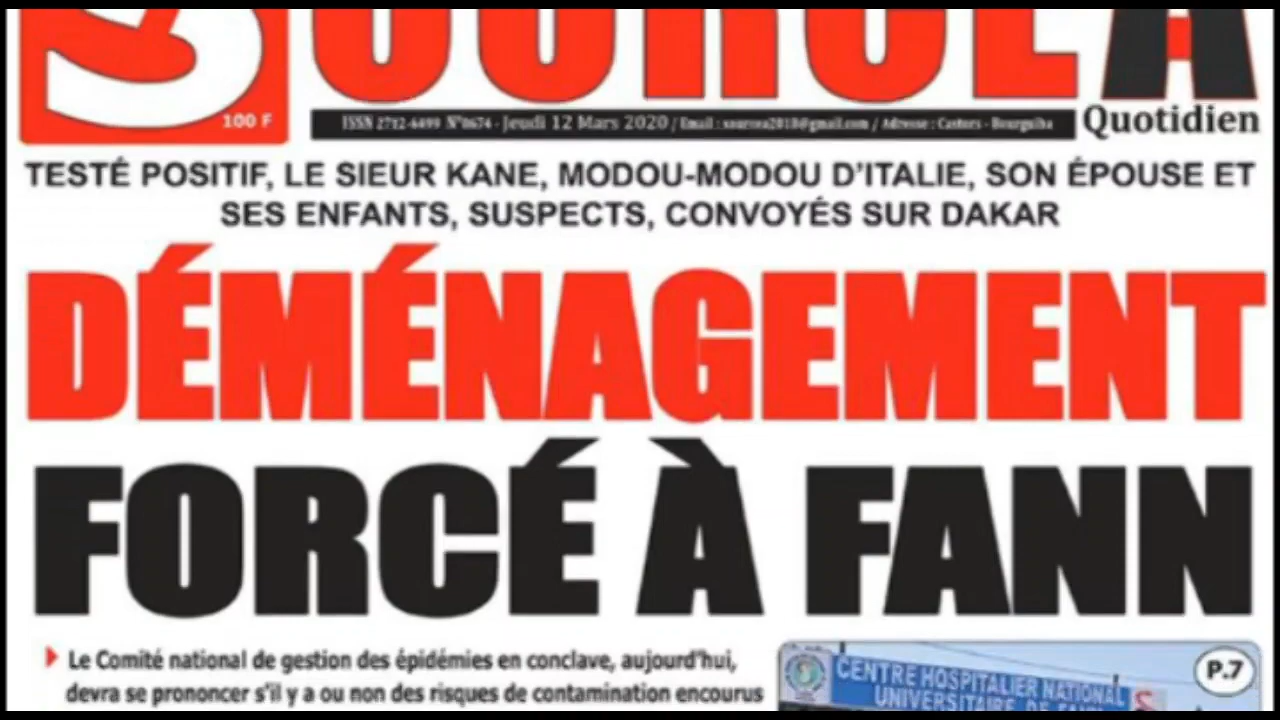 SOURCE A
100 F
ISSN 2712-6499 N°0674 - Jeudi 12 Mars 2020 / Email : sourcea2018@gmail.com / Adresse : Castors - Bourguiba
Quotidien
TESTÉ POSITIF, LE SIEUR KANE, MODOU-MODOU D'ITALIE, SON ÉPOUSE ET
SES ENFANTS, SUSPECTS, CONVOYÉS SUR DAKAR
DÉMÉNAGEMENT
FORCÉ À FANN
Le Comité national de gestion des épidémies en conclave, aujourd'hui,
devra se prononcer s'il y a ou non des risques de contamination encourus
P.7
CENTRE HOSPITALIER NATIONAL
UNIVERSITAIRE DE FANN